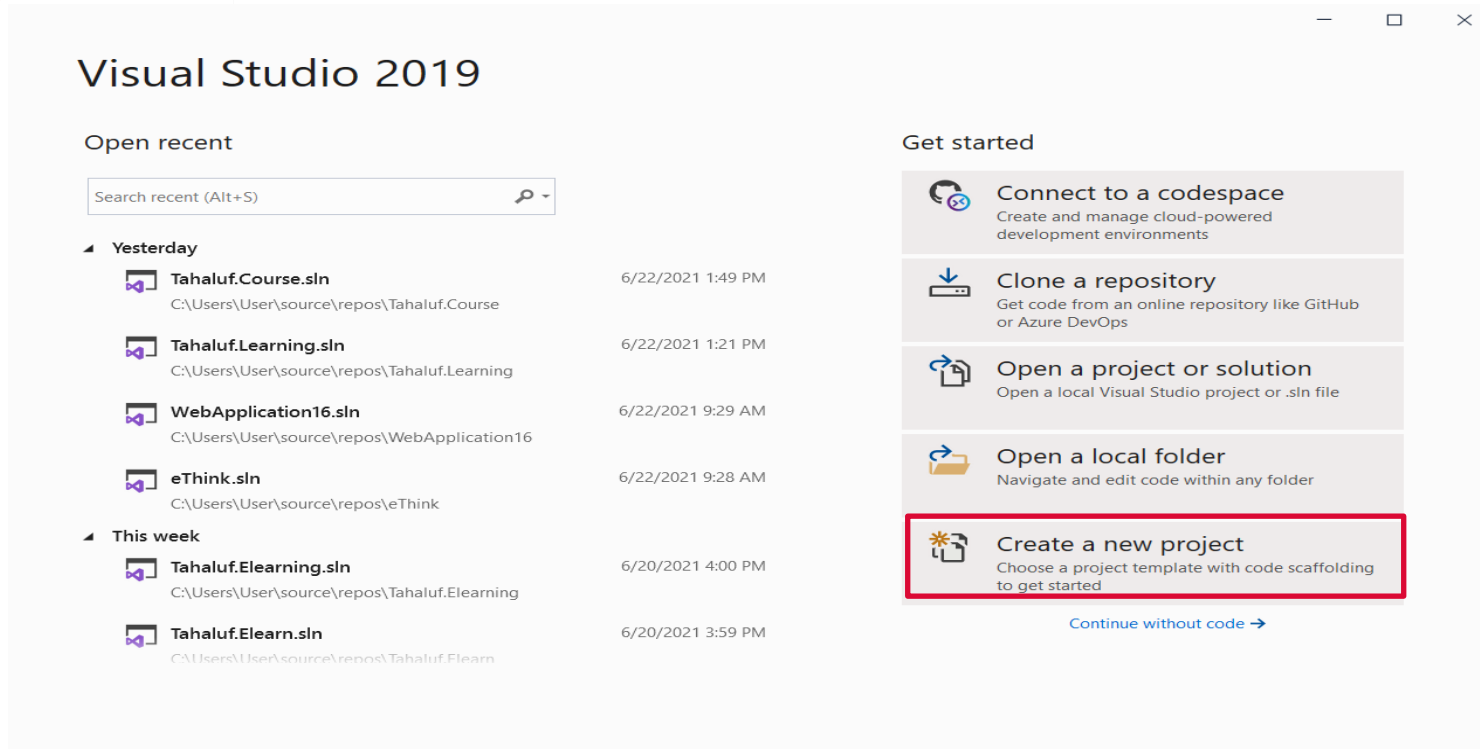 Visual Studio 2019
Open recent
Search recent (Alt+S)
Yesterday
Tahaluf.Course.sln
6/22/2021 1:49 PM
C:\Users\User\source\repos\Tahaluf.Course
Tahaluf.Learning.sln
6/22/2021 1:21 PM
C:\Users\User\source\repos\Tahaluf.Learning
WebApplication16.sln
6/22/2021 9:29 AM
C:\Users\User\source\repos\WebApplication16
eThink.sln
6/22/2021 9:28 AM
C:\Users\User\source\repos\eThink
This week
Tahaluf.Elearning.sln
6/20/2021 4:00 PM
C:\Users\User\source\repos\Tahaluf.Elearning
Tahaluf.Elearn.sln
6/20/2021 3:59 PM
C:\Users\User\source\repos\Tahaluf.Elearn
Get started
Connect to a codespace
Create and manage cloud-powered
development environments
Clone a repository
Get code from an online repository like GitHub
or Azure DevOps
Open a project or solution
Open a local Visual Studio project or .sln file
Open a local folder
Navigate and edit code within any folder
Create a new project
Choose a project template with code scaffolding
to get started
Continue without code →